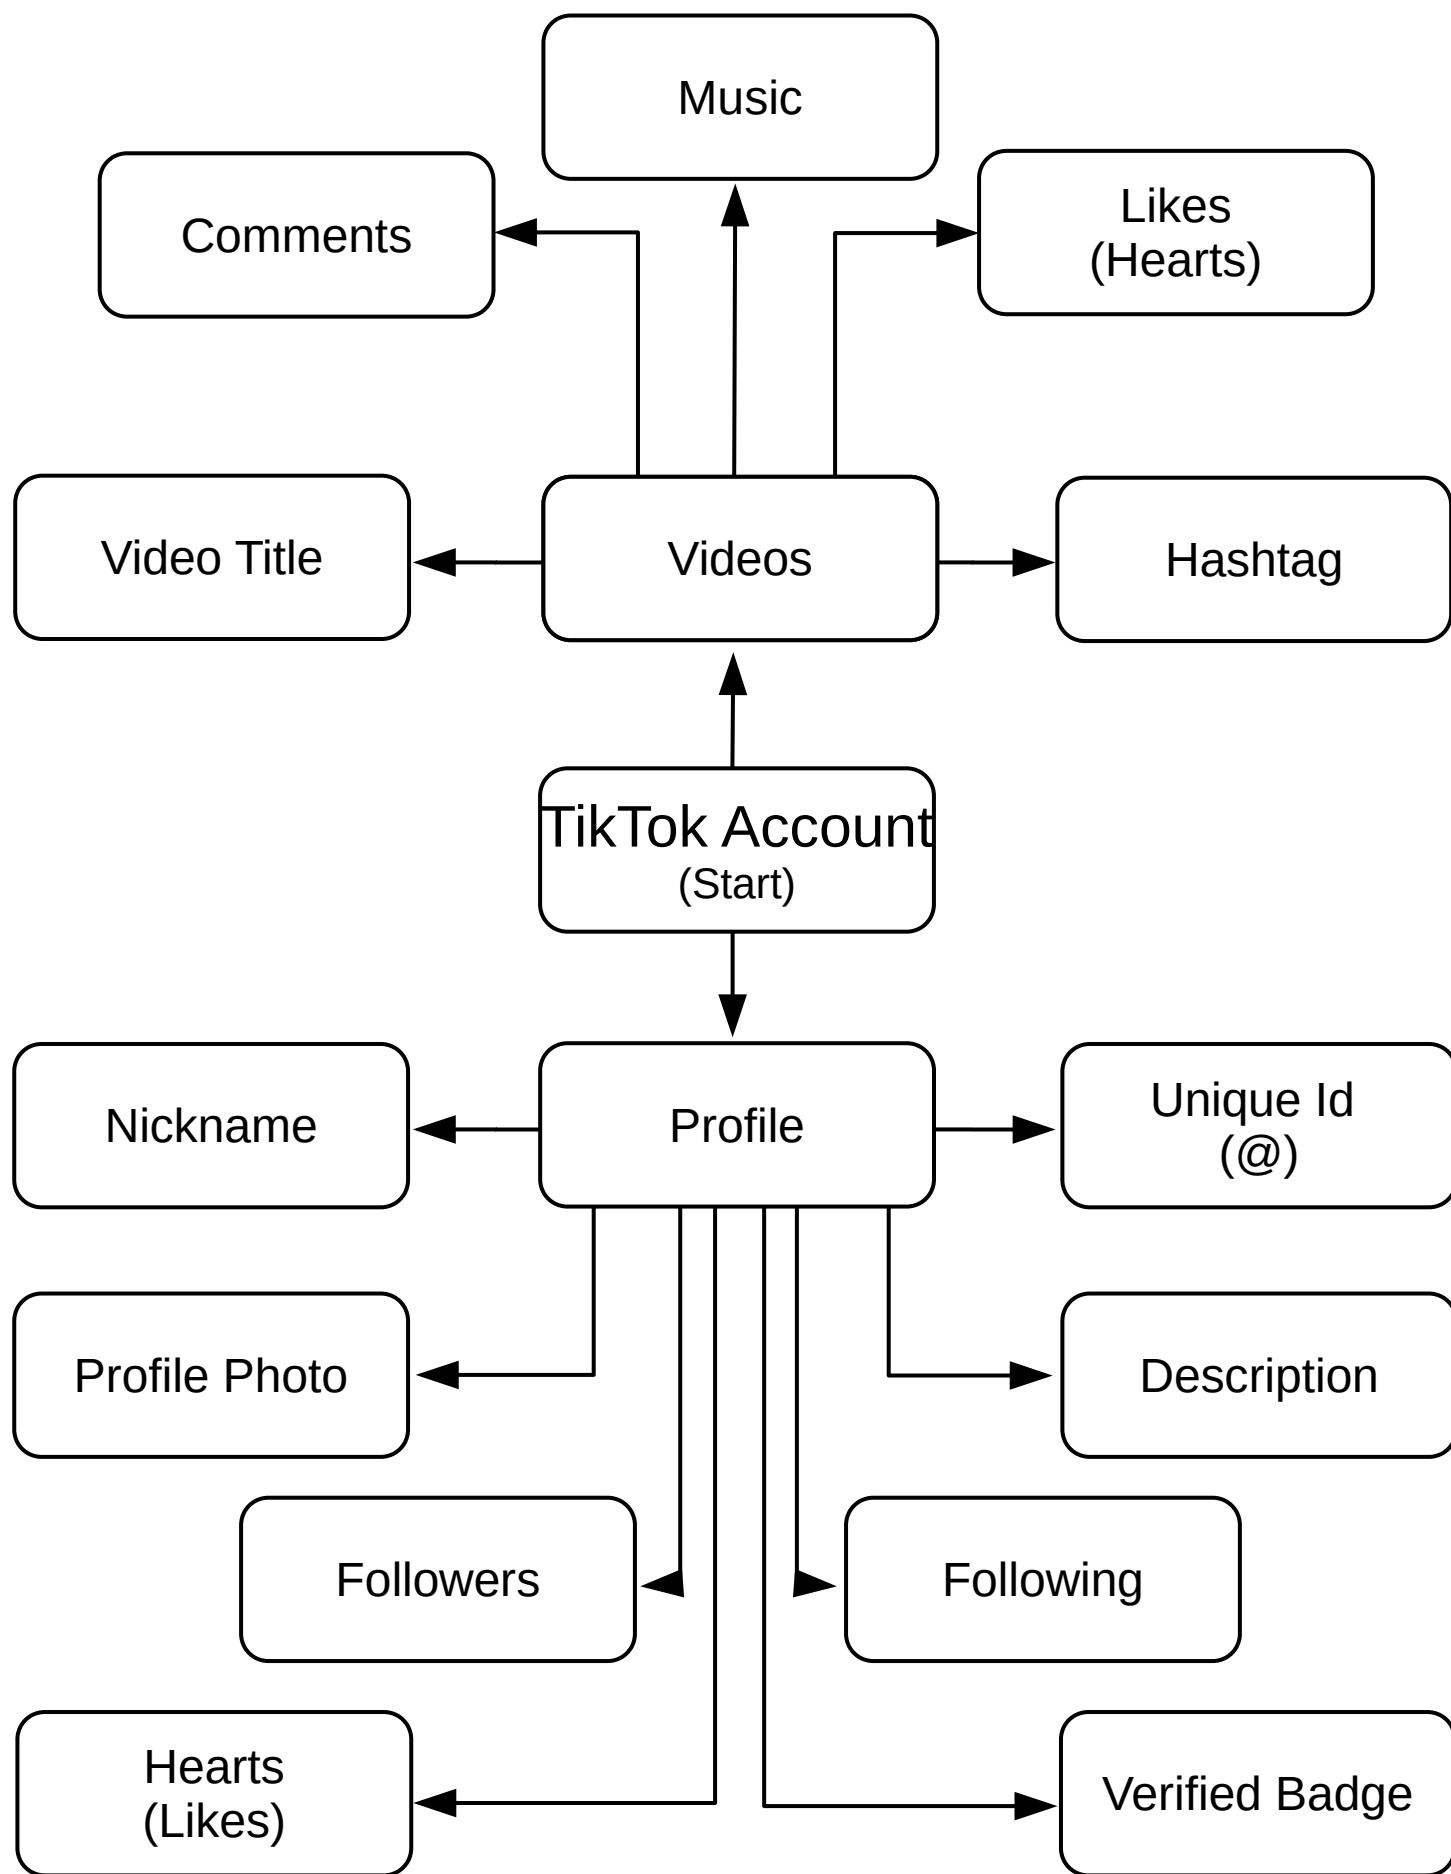 Music
Comments
Likes
(Hearts)
Video Title
Videos
Hashtag
TikTok Account
(Start)
Nickname
Profile
Unique Id
(@)
Profile Photo
Description
Followers
Following
Hearts
(Likes)
Verified Badge